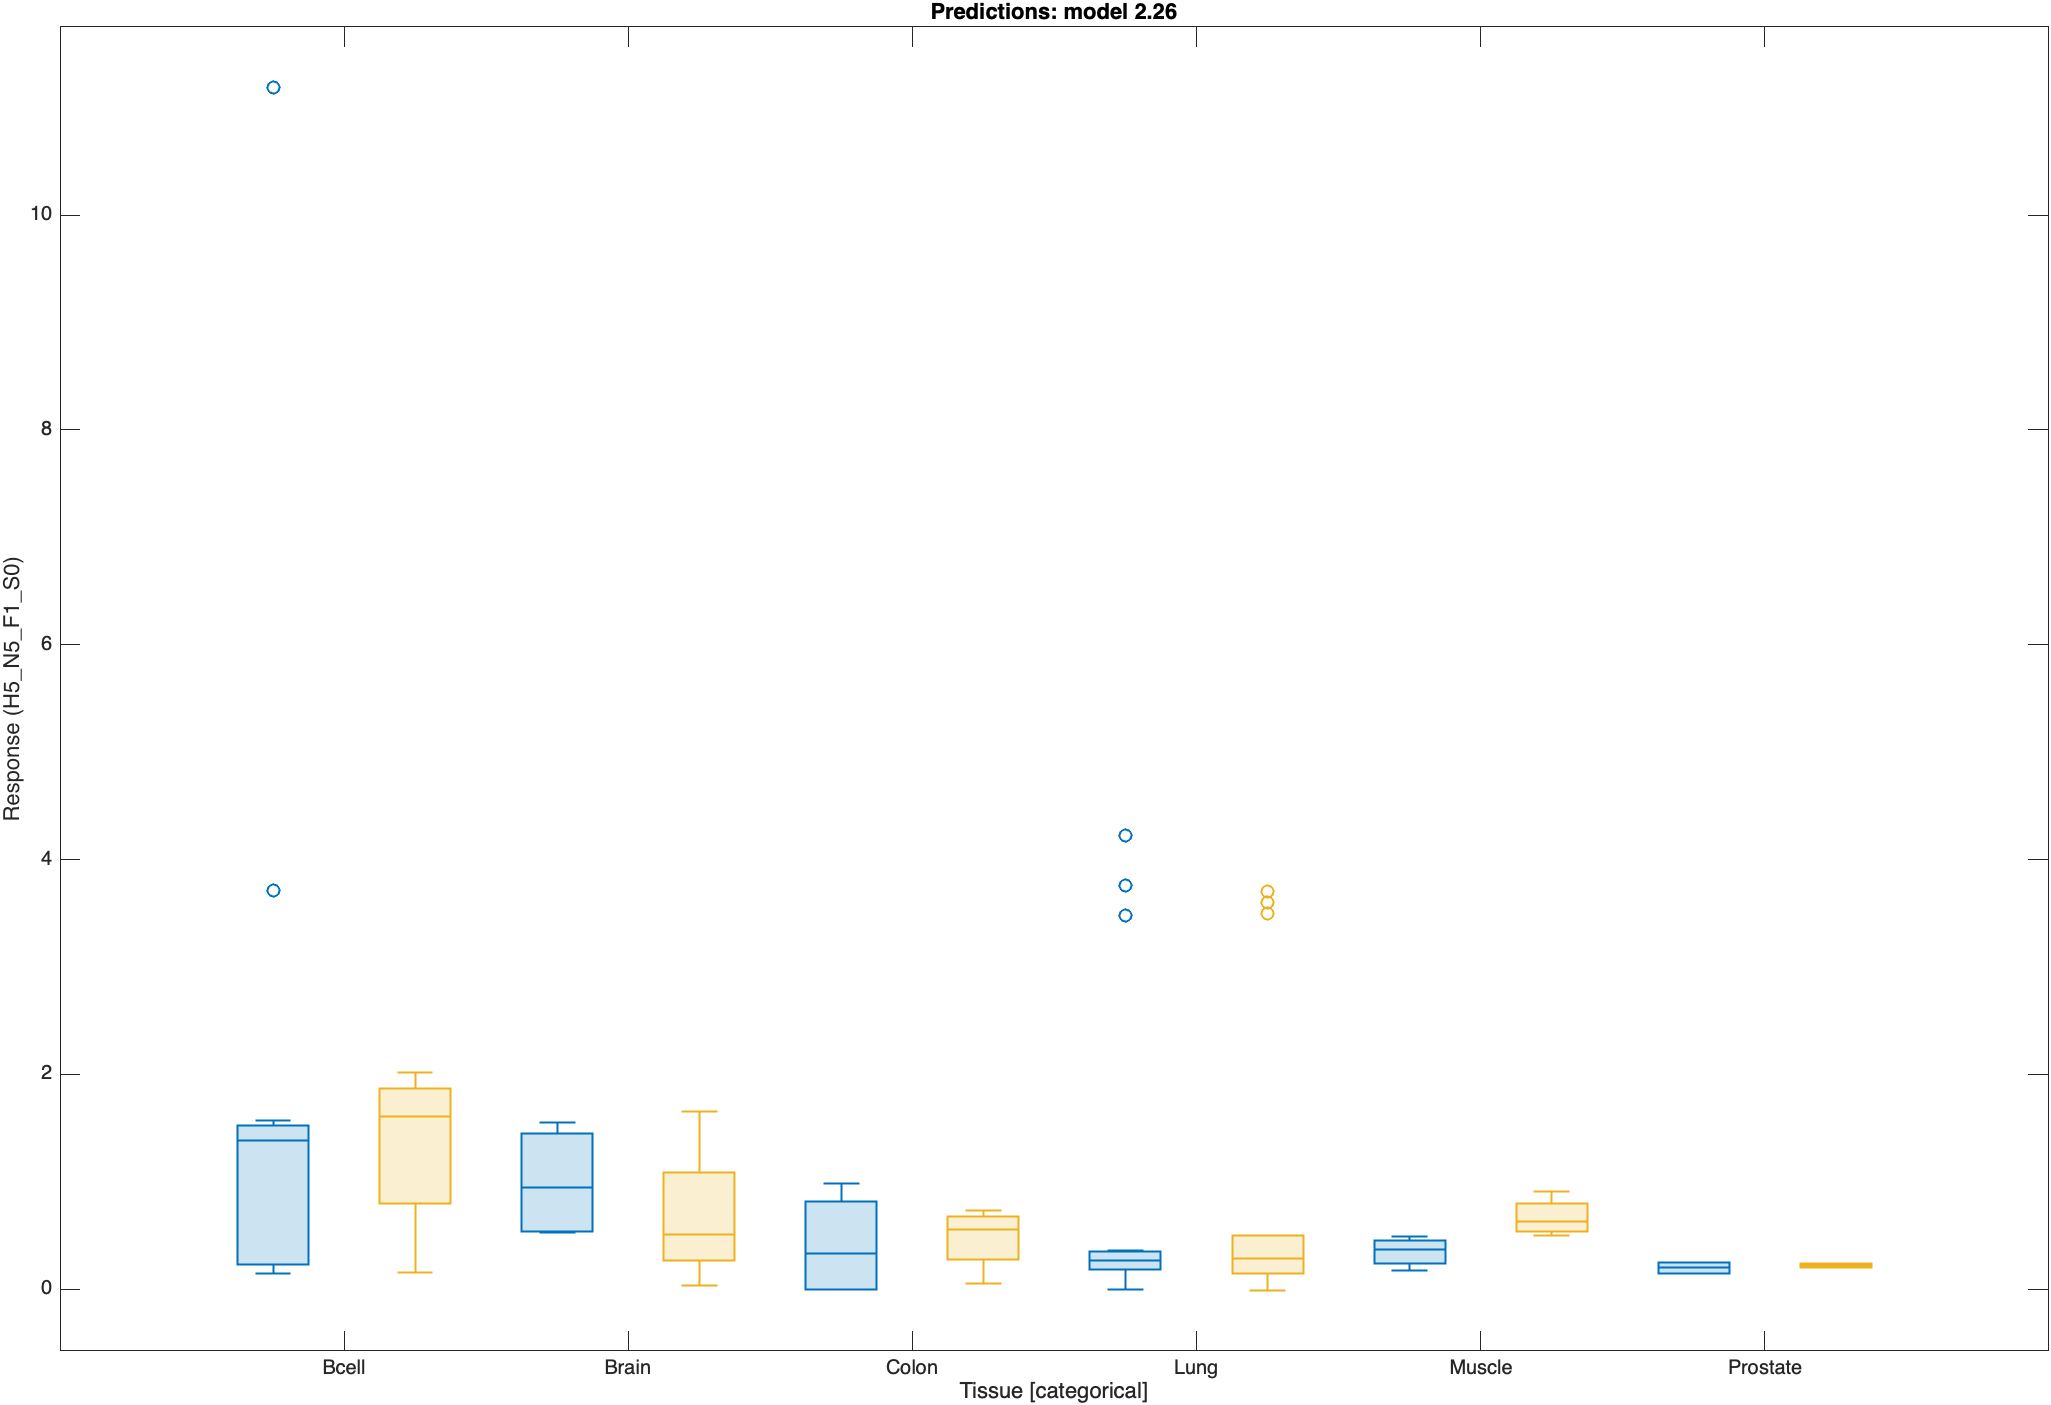 Predictions: model 2.26
Response (H5_N5_F1_S0)
10
8
6
4
2
0
Bcell Brain Colon Lung Muscle Prostate
Tissue [categorical]